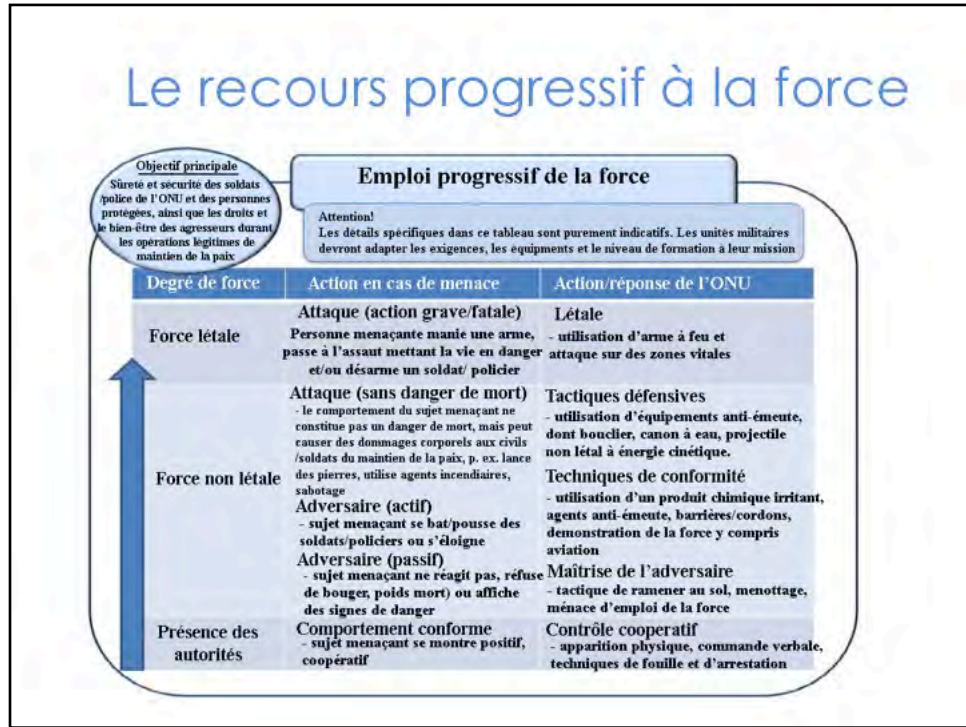 Le recours progressif à la force
Objectif principale
Sûreté et sécurité des soldats
/police de l'ONU et des personnes
protégées, ainsi que les droits et
le bien-être des agresseurs durant
les opérations légitimes de
maintien de la paix
Emploi progressif de la force
Attention!
Les détails spécifiques dans ce tableau sont purement indicatifs. Les unités militaires
devront adapter les exigences, les equipments et le niveau de formation à leur mission
Degré de force
Action en cas de menace
Action/réponse de l'ONU
Force létale
Attaque (action grave/fatale)
Personne menaçante manie une arme,
passe à l'assaut mettant la vie en danger
et/ou désarme un soldat/ policier
Létale
- utilisation d'arme à feu et
attaque sur des zones vitales
Force non létale
Attaque (sans danger de mort)
- le comportement du sujet menaçant ne
constitue pas un danger de mort, mais peut
causer des dommages corporels aux civils
/soldats du maintien de la paix, p. ex. lance
des pierres, utilise agents incendiaires,
sabotage
Adversaire (actif)
- sujet menaçant se bat/pousse des
soldats/policiers ou s'éloigne
Adversaire (passif)
- sujet menaçant ne réagit pas, réfuse
de bouger, poids mort) ou affiche
des signes de danger
Tactiques défensives
- utilisation d'équipements anti-émeute,
dont bouclier, canon à eau, projectile
non létal à énergie cinétique.
Techniques de conformité
- utilisation d'un produit chimique irritant,
agents anti-émeute, barrières/cordons,
demonstration de la force y compris
aviation
Maîtrise de l'adversaire
- tactique de ramener au sol, menottage,
ménace d'emploi de la force
Présence des
autorités
Comportement conforme
- sujet menaçant se montre positif,
coopératif
Contrôle cooperatif
- apparition physique, commande verbale,
techniques de fouille et d'arrestation